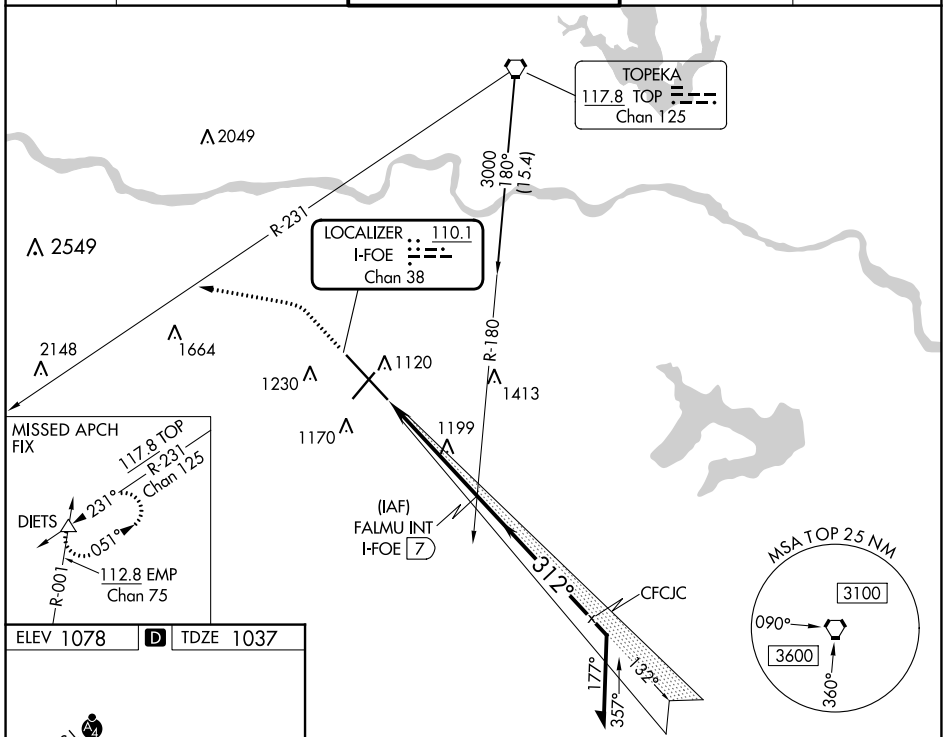 TOPEKA
117.8 TOP
Chan 125
2049
3000
180°
(15.4)
R-231
LOCALIZER 110.1
I-FOE
Chan 38
2549
R-180
2148
1664
1230
1120
1413
1170
1199
MISSED APCH
FIX
117.8 TOP
R-231
Chan 125
231°
DIETS
051°
112.8 EMP
Chan 75
R-001
(IAF)
FALMU INT
I-FOE 7
312°
CFCJC
177°
357°
132°
MSA TOP 25 NM
3100
090°
3600
360°
ELEV 1078 D TDZE 1037
A4